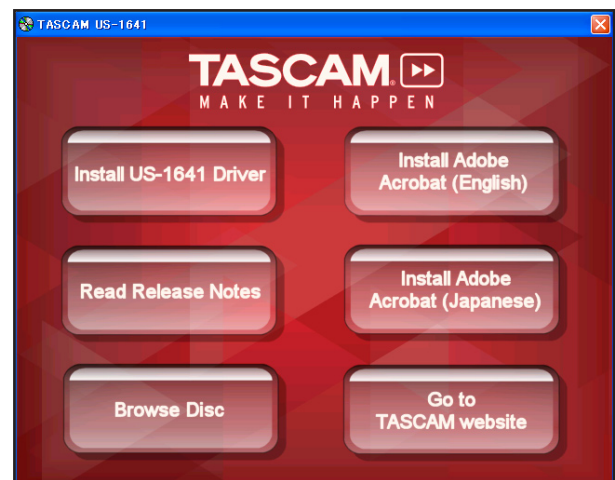 TASCAM US-1641
TASCAM.
MAKE IT HAPPEN
Install US-1641 Driver
Install Adobe
Acrobat (English)
Read Release Notes
Install Adobe
Acrobat (Japanese)
Browse Disc
Go to
TASCAM website